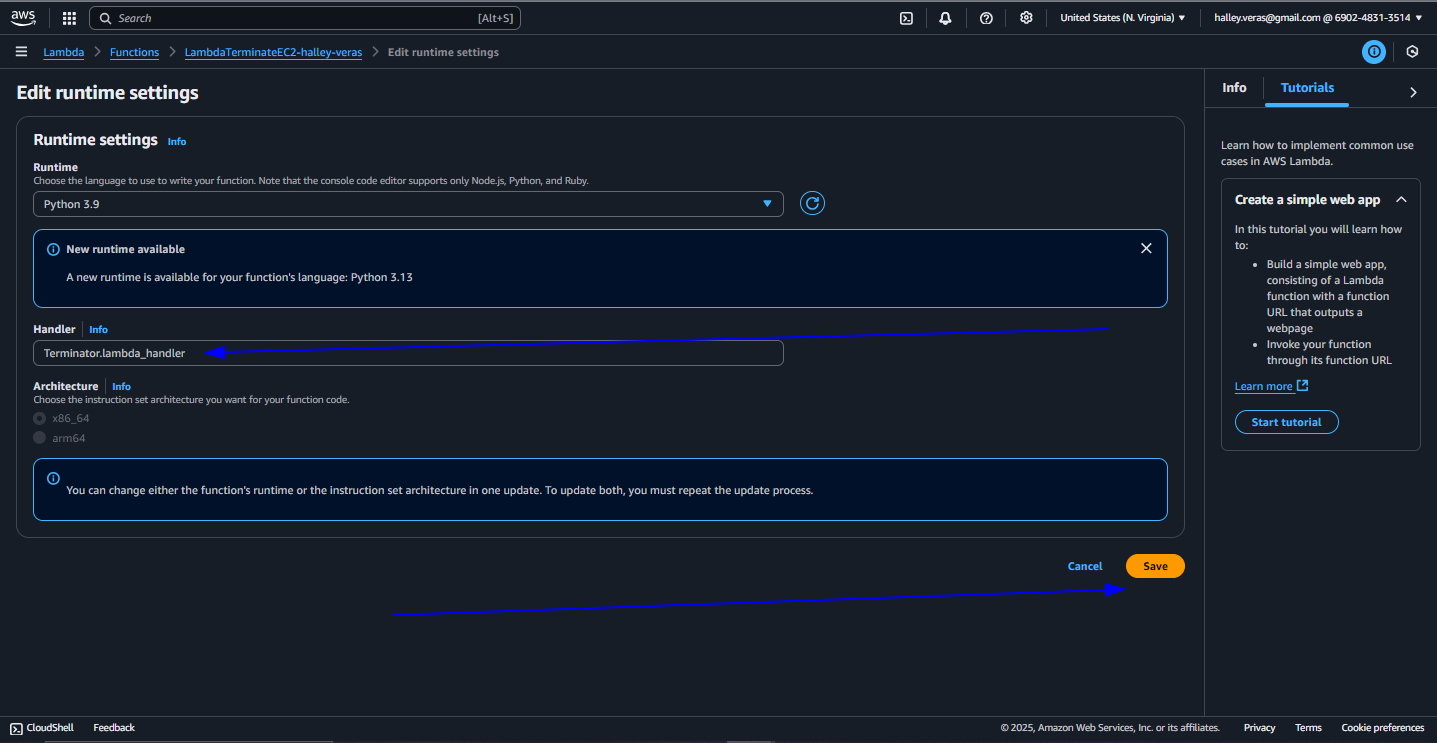 aws
Search [Alt+S]
United States (N. Virginia)
halley.veras@gmail.com @ 6902-4831-3514
Lambda
Functions
LambdaTerminateEC2-halley-veras
Edit runtime settings
Edit runtime settings
Runtime settings Info
Runtime
Choose the language to use to write your function. Note that the console code editor supports only Node.js, Python, and Ruby.
Python 3.9
New runtime available
A new runtime is available for your function's language: Python 3.13
Handler Info
Terminator.lambda_handler
Architecture Info
Choose the instruction set architecture you want for your function code.
x86_64
arm64
You can change either the function's runtime or the instruction set architecture in one update. To update both, you must repeat the update process.
Cancel
Save
Info
Tutorials
Learn how to implement common use
cases in AWS Lambda.
Create a simple web app
In this tutorial you will learn how
to:
• Build a simple web app,
consisting of a Lambda
function with a function
URL that outputs a
webpage
• Invoke your function
through its function URL
Learn more
Start tutorial
CloudShell
Feedback
© 2025, Amazon Web Services, Inc. or its affiliates.
Privacy
Terms
Cookie preferences